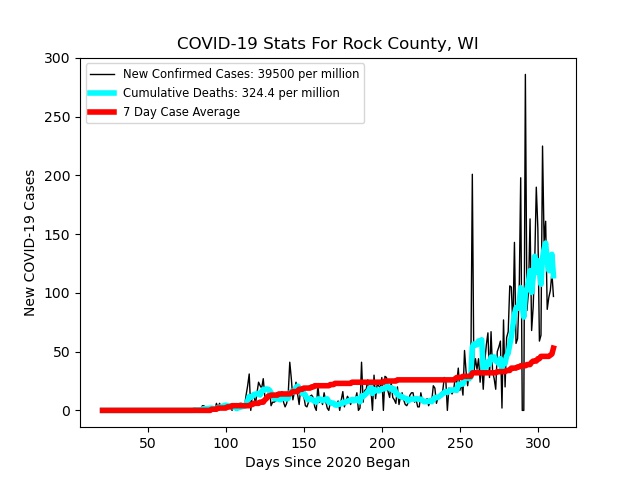 COVID-19 Stats For Rock County, WI
New Confirmed Cases: 39500 per million
Cumulative Deaths: 324.4 per million
7 Day Case Average
New COVID-19 Cases
300
250
200
150
100
50
0
50
100
150
200
250
300
Days Since 2020 Began